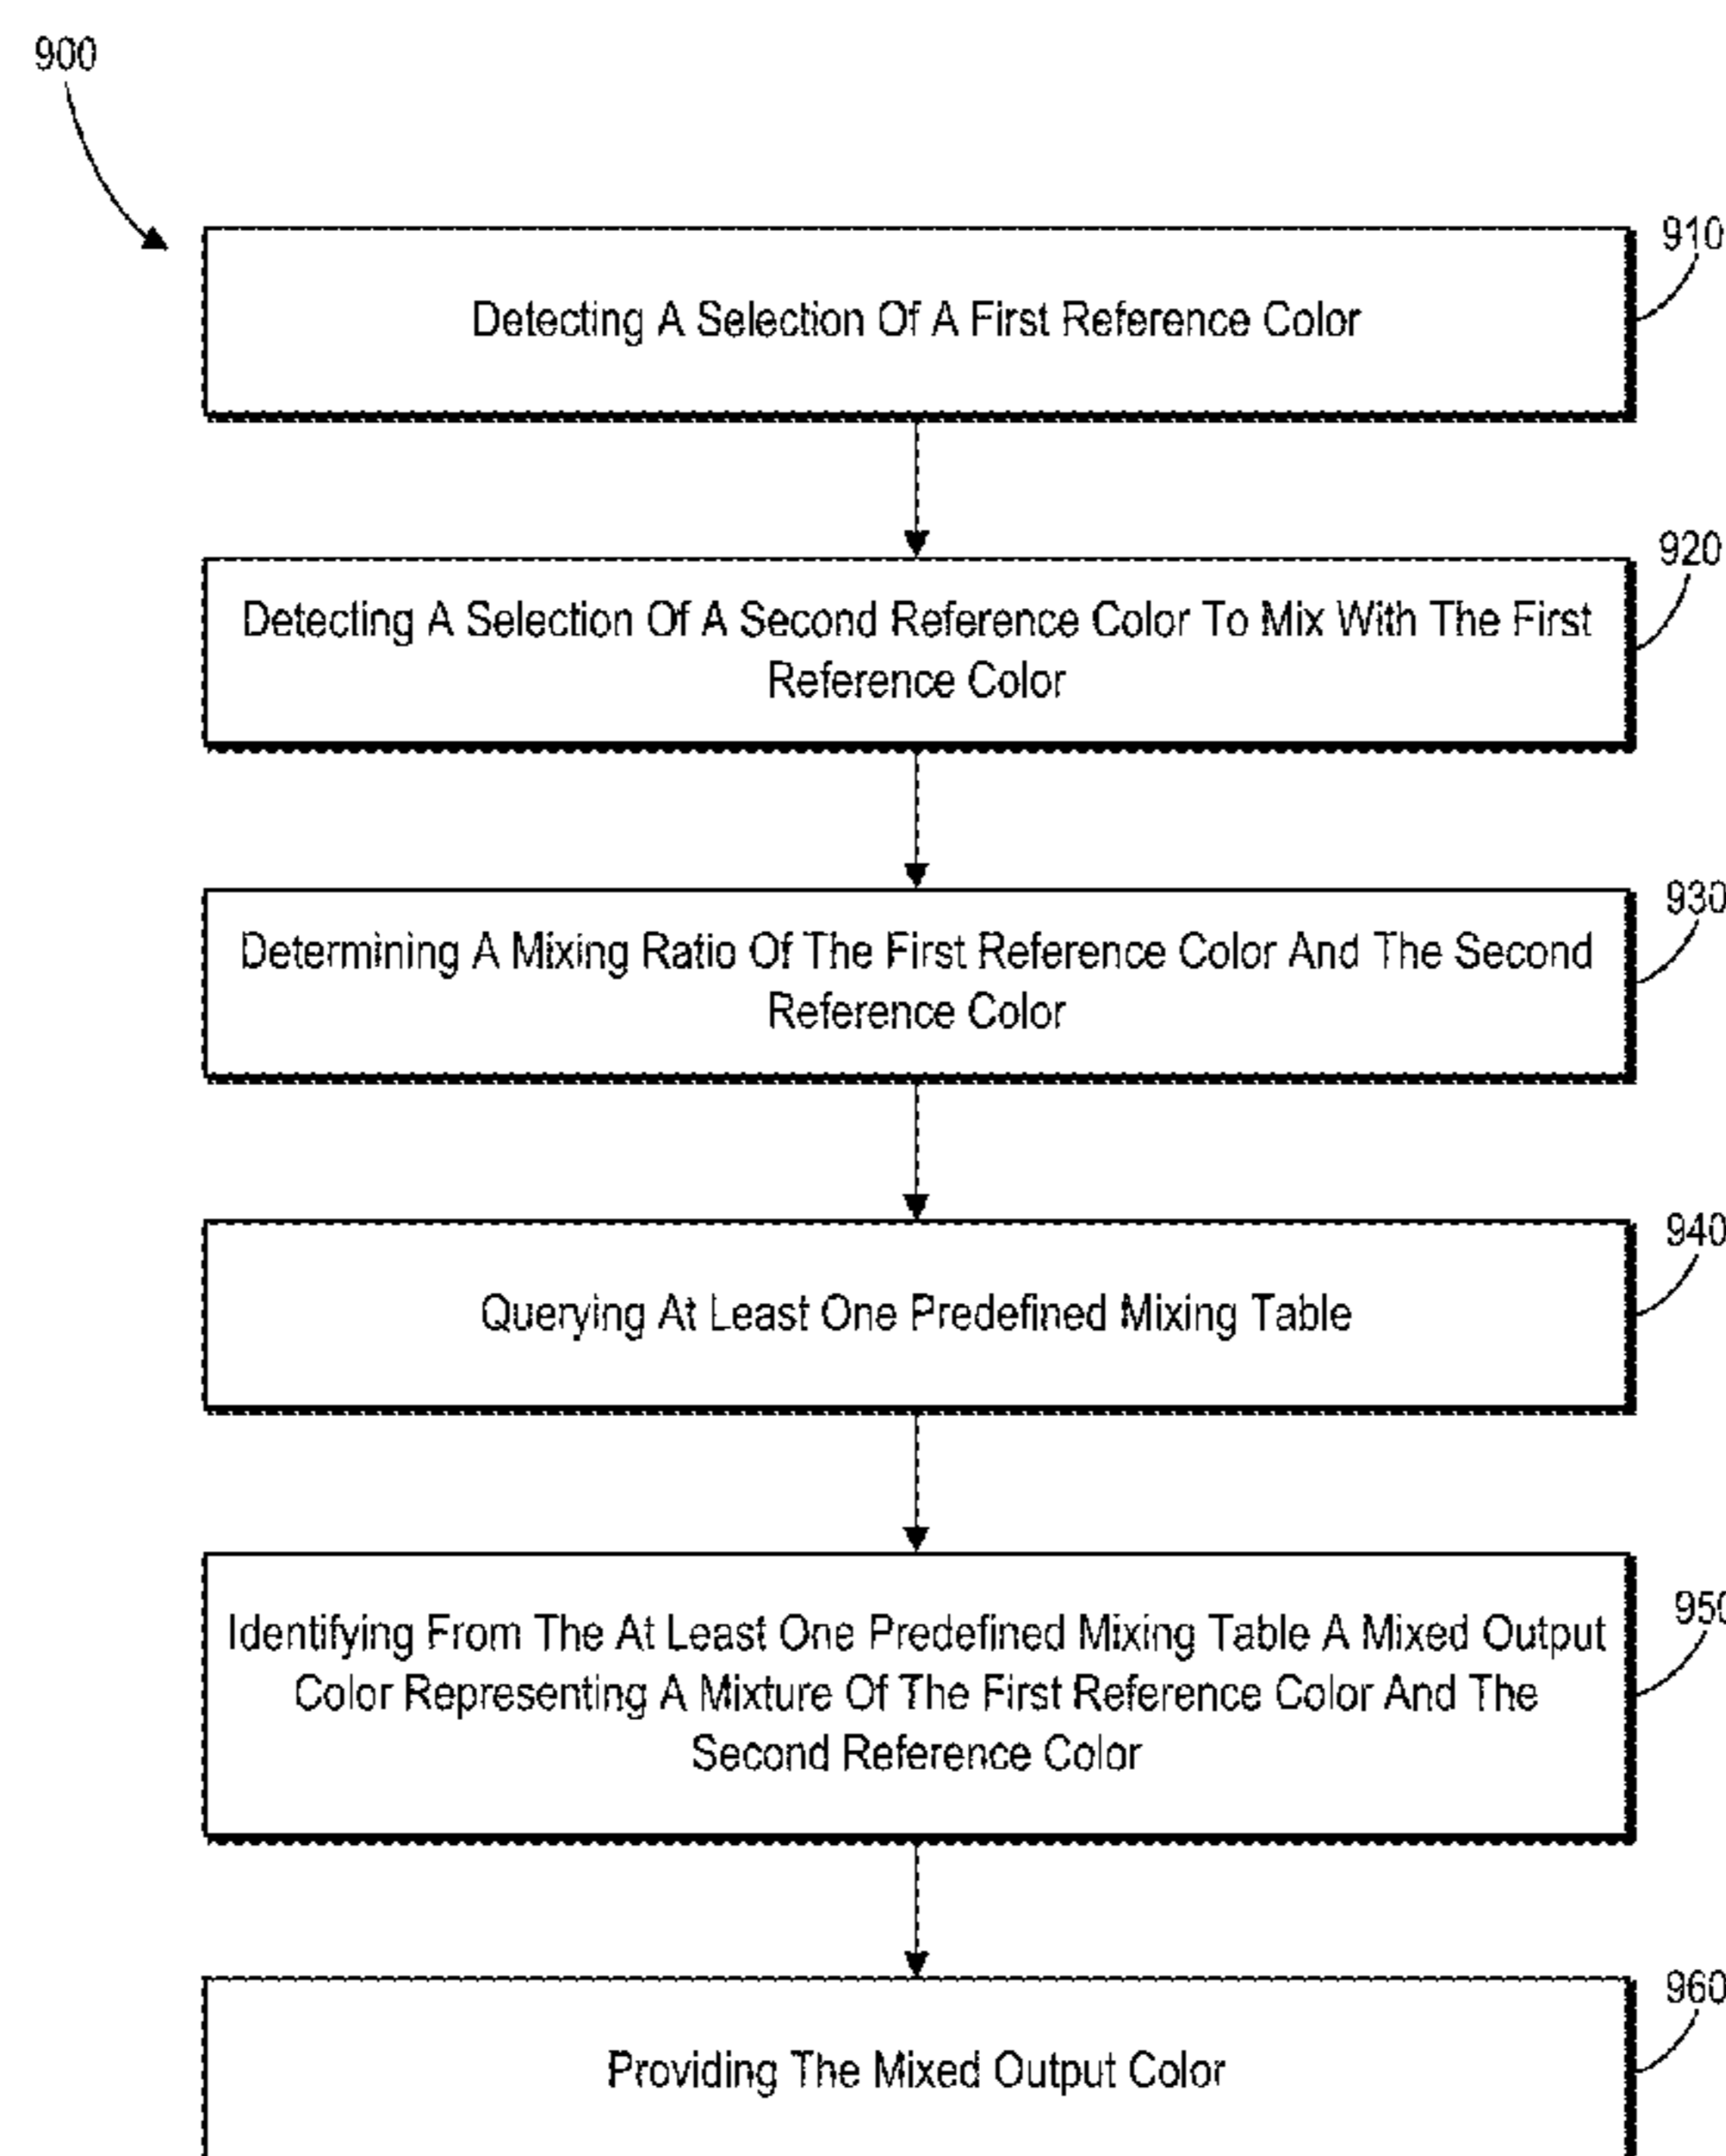 900
910
Detecting A Selection Of A First Reference Color
920
Detecting A Selection Of A Second Reference Color To Mix With The First
Reference Color
930
Determining A Mixing Ratio Of The First Reference Color And The Second
Reference Color
940
Querying At Least One Predefined Mixing Table
950
Identifying From The At Least One Predefined Mixing Table A Mixed Output
Color Representing A Mixture Of The First Reference Color And The
Second Reference Color
960
Providing The Mixed Output Color